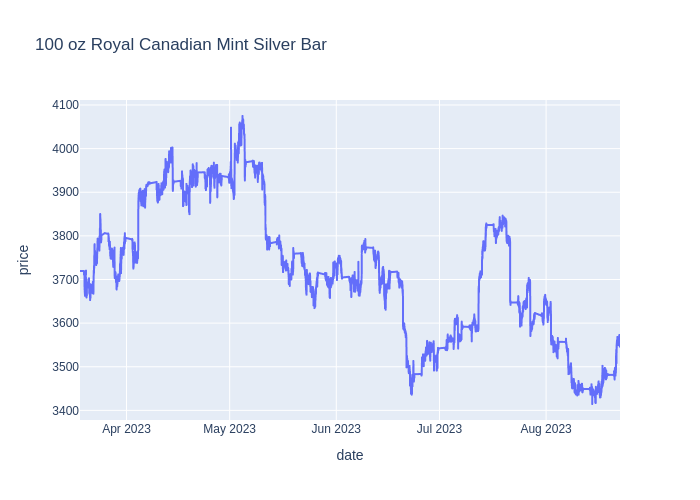 100 oz Royal Canadian Mint Silver Bar
4100
4000
3900
3800
3700
3600
3500
3400
price
Apr 2023
May 2023
Jun 2023
Jul 2023
Aug 2023
date